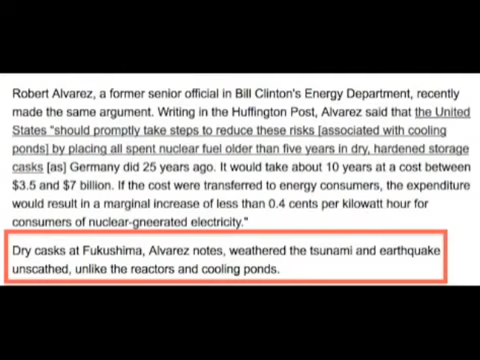 Robert Alvarez, a former senior official in Bill Clinton's Energy Department, recently
made the same argument. Writing in the Huffington Post, Alvarez said that the United
States "should promptly take steps to reduce these risks [associated with cooling
ponds] by placing all spent nuclear fuel older than five years in dry, hardened storage
casks [as] Germany did 25 years ago. It would take about 10 years at a cost between
$3.5 and $7 billion. If the cost were transferred to energy consumers, the expenditure
would result in a marginal increase of less than 0.4 cents per kilowatt hour for
consumers of nuclear-gneerated electricity."
Dry casks at Fukushima, Alvarez notes, weathered the tsunami and earthquake
unscathed, unlike the reactors and cooling ponds.